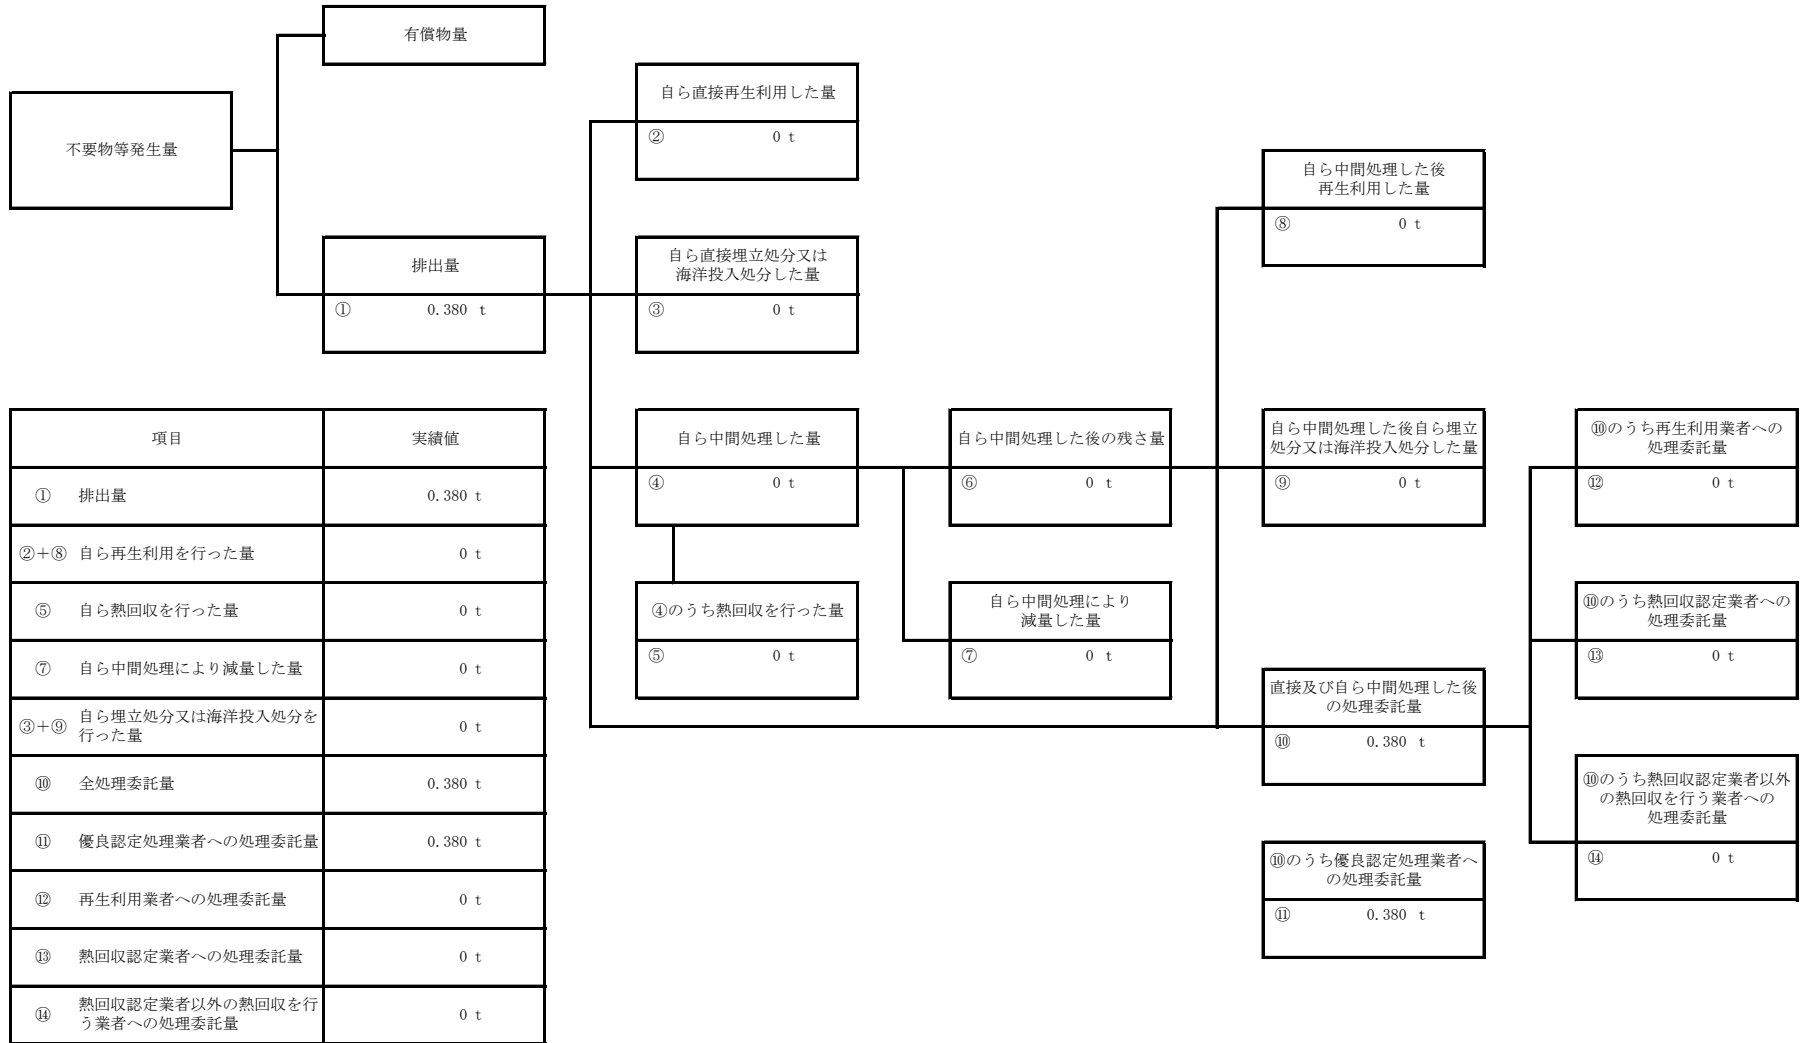 有償物量
不要物等発生量
排出量
① 0.380 t
自ら直接再生利用した量
② 0 t
自ら直接埋立処分又は
海洋投入処分した量
③ 0 t
自ら中間処理した量
④ 0 t
④のうち熱回収を行った量
⑤ 0 t
自ら中間処理した後の残さ量
⑥ 0 t
自ら中間処理により
減量した量
⑦ 0 t
自ら中間処理した後
再生利用した量
⑧ 0 t
自ら中間処理した後自ら埋立
処分又は海洋投入処分した量
⑨ 0 t
直接及び自ら中間処理した後
の処理委託量
⑩ 0.380 t
⑩のうち優良認定処理業者へ
の処理委託量
⑪ 0.380 t
⑩のうち再生利用業者への
処理委託量
⑫ 0 t
⑩のうち熱回収認定業者への
処理委託量
⑬ 0 t
⑩のうち熱回収認定業者以外
の熱回収を行う業者への
処理委託量
⑭ 0 t
項目 実績値
① 排出量 0.380 t
②＋⑧ 自ら再生利用を行った量 0 t
⑤ 自ら熱回収を行った量 0 t
⑦ 自ら中間処理により減量した量 0 t
③＋⑨ 自ら埋立処分又は海洋投入処分を
行った量 0 t
⑩ 全処理委託量 0.380 t
⑪ 優良認定処理業者への処理委託量 0.380 t
⑫ 再生利用業者への処理委託量 0 t
⑬ 熱回収認定業者への処理委託量 0 t
⑭ 熱回収認定業者以外の熱回収を行
う業者への処理委託量 0 t